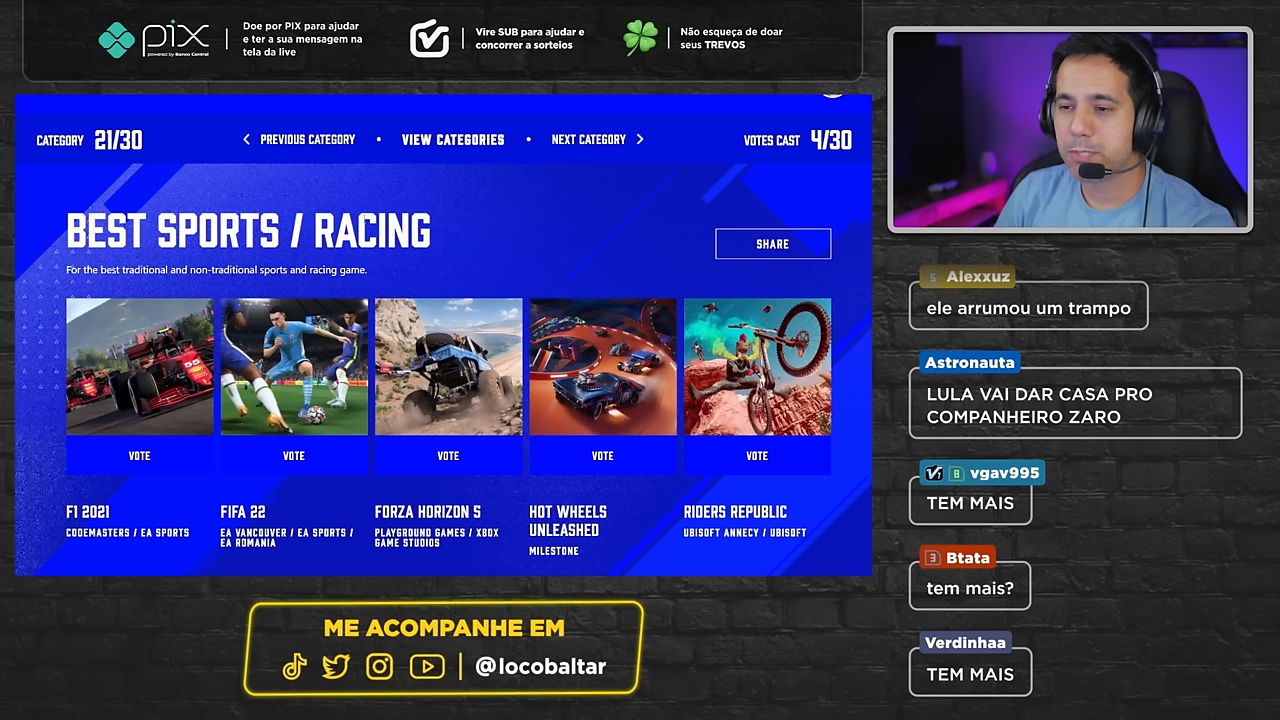 pix
powered by Banco Central
Doe por PIX para ajudar
e ter a sua mensagem na
tela da live
Vire SUB para ajudar e
concorrer a sorteios
Não esqueça de doar
seus TREVOS
CATEGORY 21/30
PREVIOUS CATEGORY • VIEW CATEGORIES • NEXT CATEGORY
VOTES CAST 4/30
BEST SPORTS / RACING
For the best traditional and non-traditional sports and racing game.
SHARE
55
VOTE
VOTE
VOTE
VOTE
VOTE
F1 2021
CODEMASTERS / EA SPORTS
FIFA 22
EA VANCOUVER / EA SPORTS /
EA ROMANIA
FORZA HORIZON 5
PLAYGROUND GAMES / XBOX
GAME STUDIOS
HOT WHEELS
UNLEASHED
MILESTONE
RIDERS REPUBLIC
UBISOFT ANNECY / UBISOFT
ME ACOMPANHE EM
@locobaltar
Alexxuz
ele arrumou um trampo
Astronauta
LULA VAI DAR CASA PRO
COMPANHEIRO ZARO
vgav995
TEM MAIS
3 Btata
tem mais?
Verdinhaa
TEM MAIS